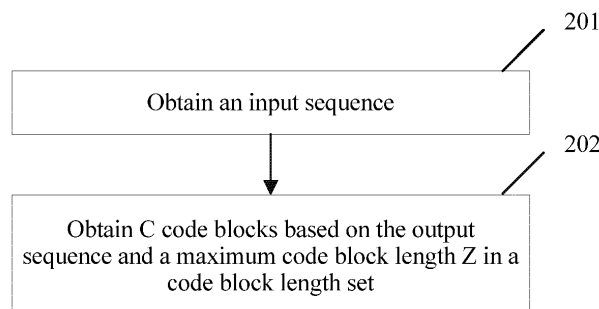 201
Obtain an input sequence
202
Obtain C code blocks based on the output
sequence and a maximum code block length Z in a
code block length set